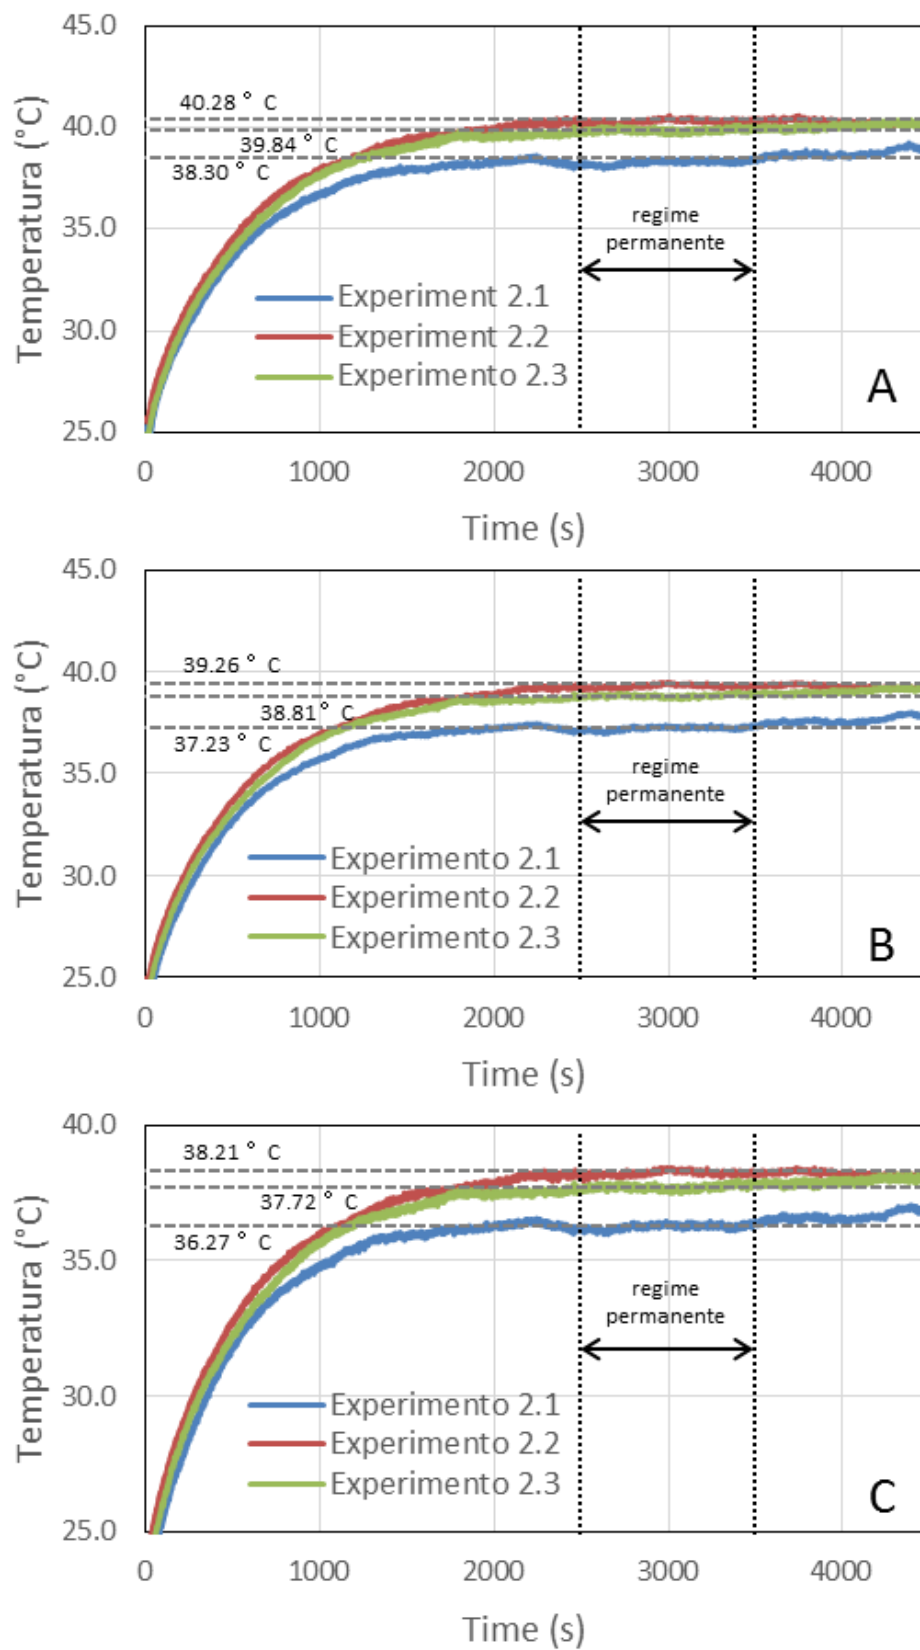 45.0
40.28 ° C
40.0
39.84 ° C
38.30 ° C
Temperatura (°C)
35.0
regime
permanente
Experiment 2.1
30.0
Experiment 2.2
Experimento 2.3
A
25.0
0 1000 2000 3000 4000
Time (s)
45.0
39.26 ° C
40.0
38.81 ° C
37.23 ° C
Temperatura (°C)
35.0
regime
permanente
Experimento 2.1
30.0
Experimento 2.2
Experimento 2.3
B
25.0
0 1000 2000 3000 4000
Time (s)
40.0
38.21 ° C
37.72 ° C
36.27 ° C
Temperatura (°C)
35.0
regime
permanente
30.0
Experimento 2.1
Experimento 2.2
Experimento 2.3
C
25.0
0 1000 2000 3000 4000
Time (s)